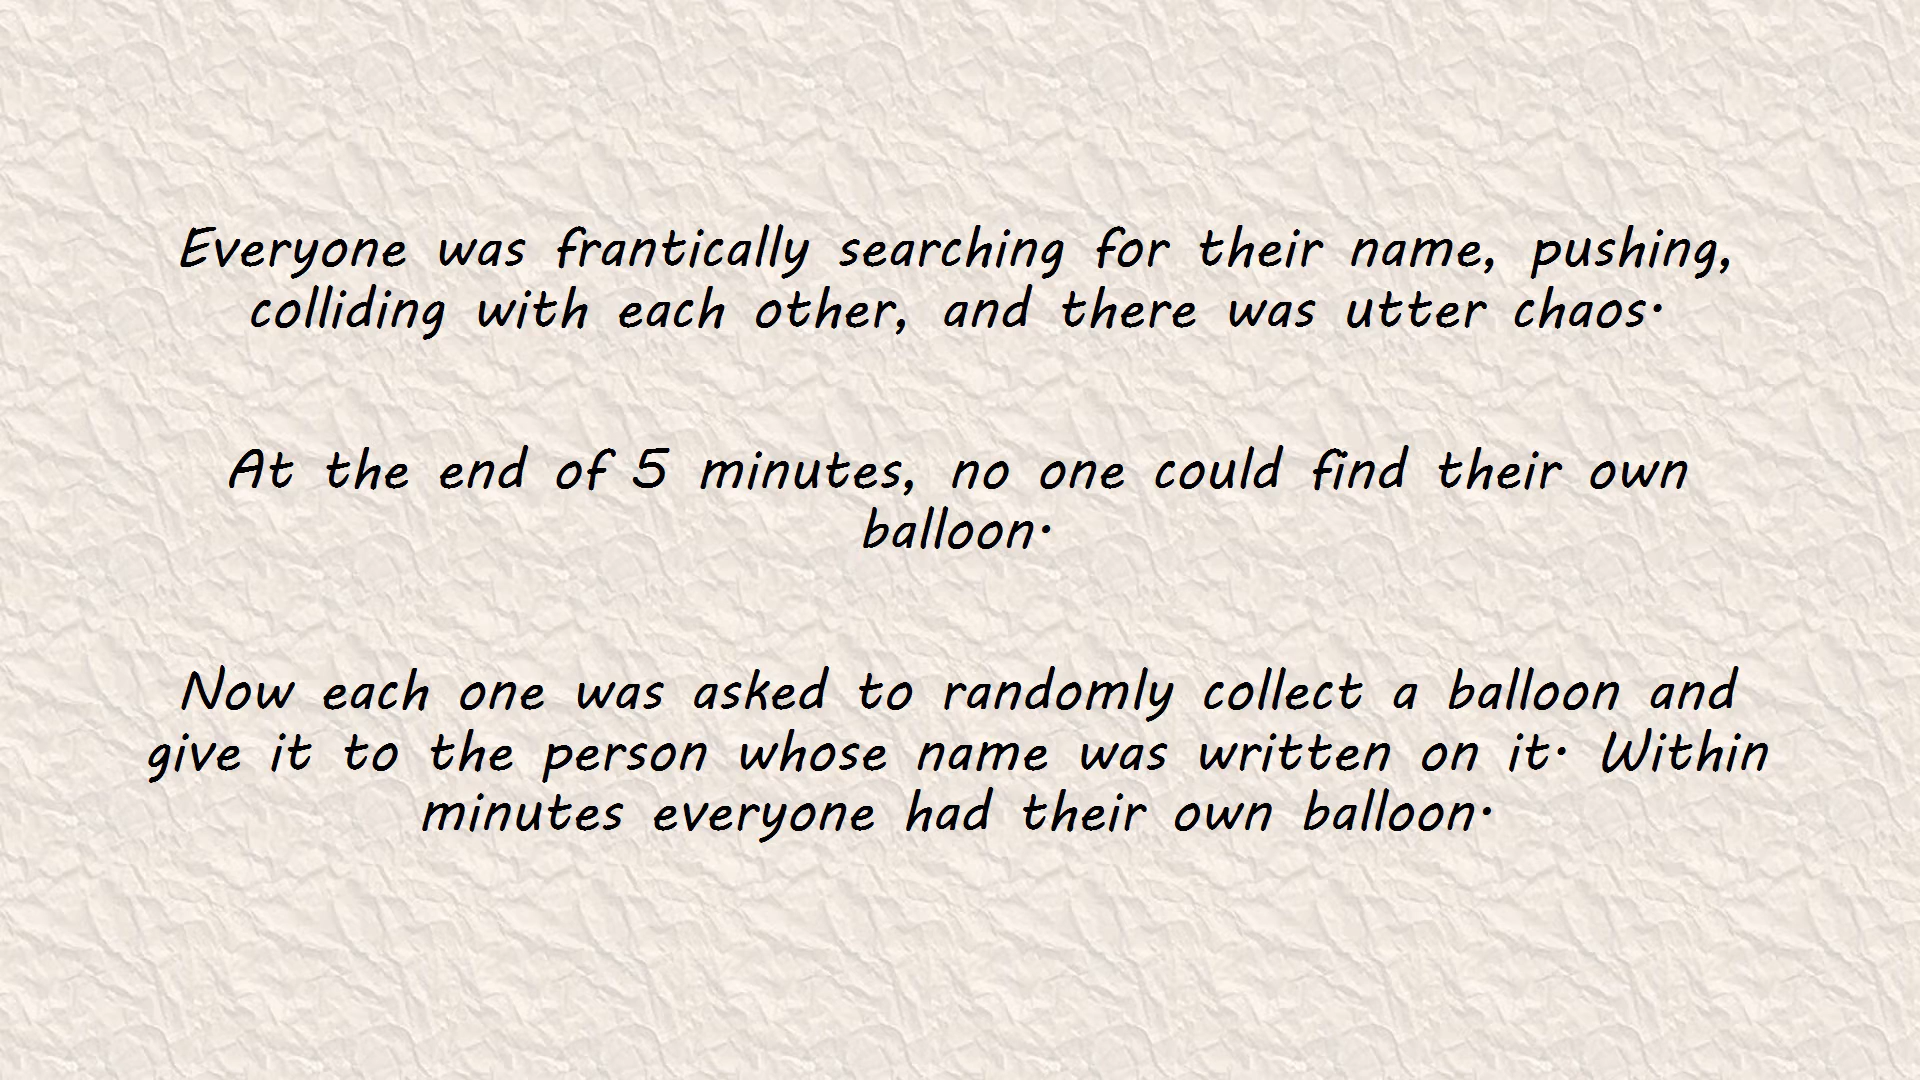 Everyone was frantically searching for their name, pushing,
colliding with each other, and there was utter chaos.
At the end of 5 minutes, no one could find their own
balloon.
Now each one was asked to randomly collect a balloon and
give it to the person whose name was written on it. Within
minutes everyone had their own balloon.